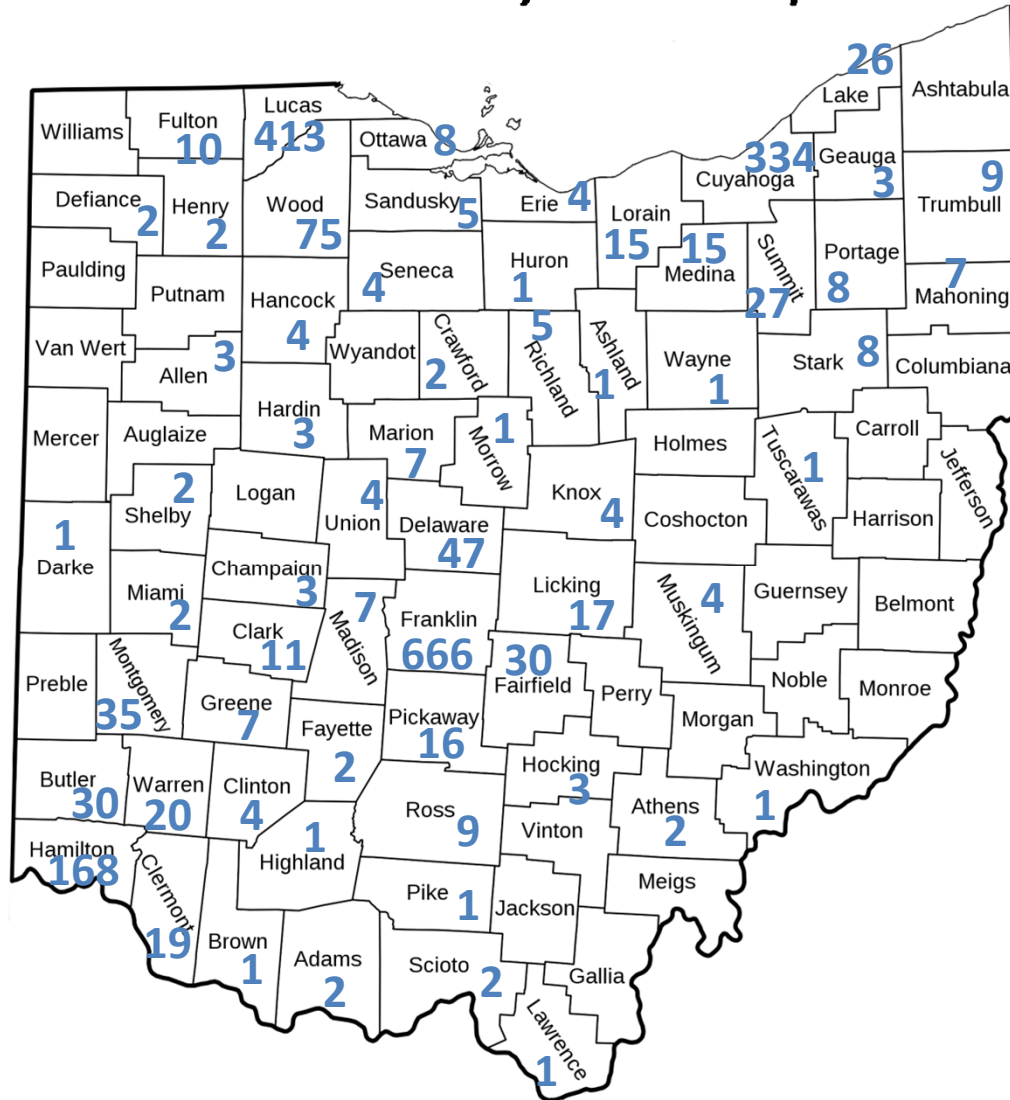 26
Lake
Ashtabula
Williams
Fulton
10
Lucas
413
Ottawa
8
334
Cuyahoga
Geauga
3
9
Trumbull
Defiance
2
Henry
2
Wood
75
Sandusky
5
Erie
4
Lorain
15
15
Medina
Summit
27
Portage
8
7
Mahoning
Paulding
Putnam
Hancock
4
Seneca
4
Huron
1
Van Wert
Allen
3
Wyandot
Crawford
2
5
Richland
Ashland
1
Wayne
1
Stark
8
Columbiana
Mercer
Auglaize
Hardin
3
Marion
7
1
Morrow
Holmes
Tuscarawas
1
Carroll
Jefferson
2
Shelby
Logan
4
Union
Delaware
47
Knox
4
Coshocton
Harrison
1
Darke
Miami
2
Champaign
3
Clark
11
7
Madison
Franklin
666
Licking
17
Muskingum
4
Guernsey
Belmont
Preble
Montgomery
35
Greene
7
Fayette
2
Pickaway
16
30
Fairfield
Perry
Morgan
Noble
Monroe
Butler
30
Warren
20
Clinton
4
Ross
9
Hocking
3
Athens
2
Washington
1
Hamilton
168
Clermont
19
1
Highland
Vinton
Pike
1
Jackson
Meigs
Brown
1
Adams
2
Scioto
2
Gallia
Lawrence
1